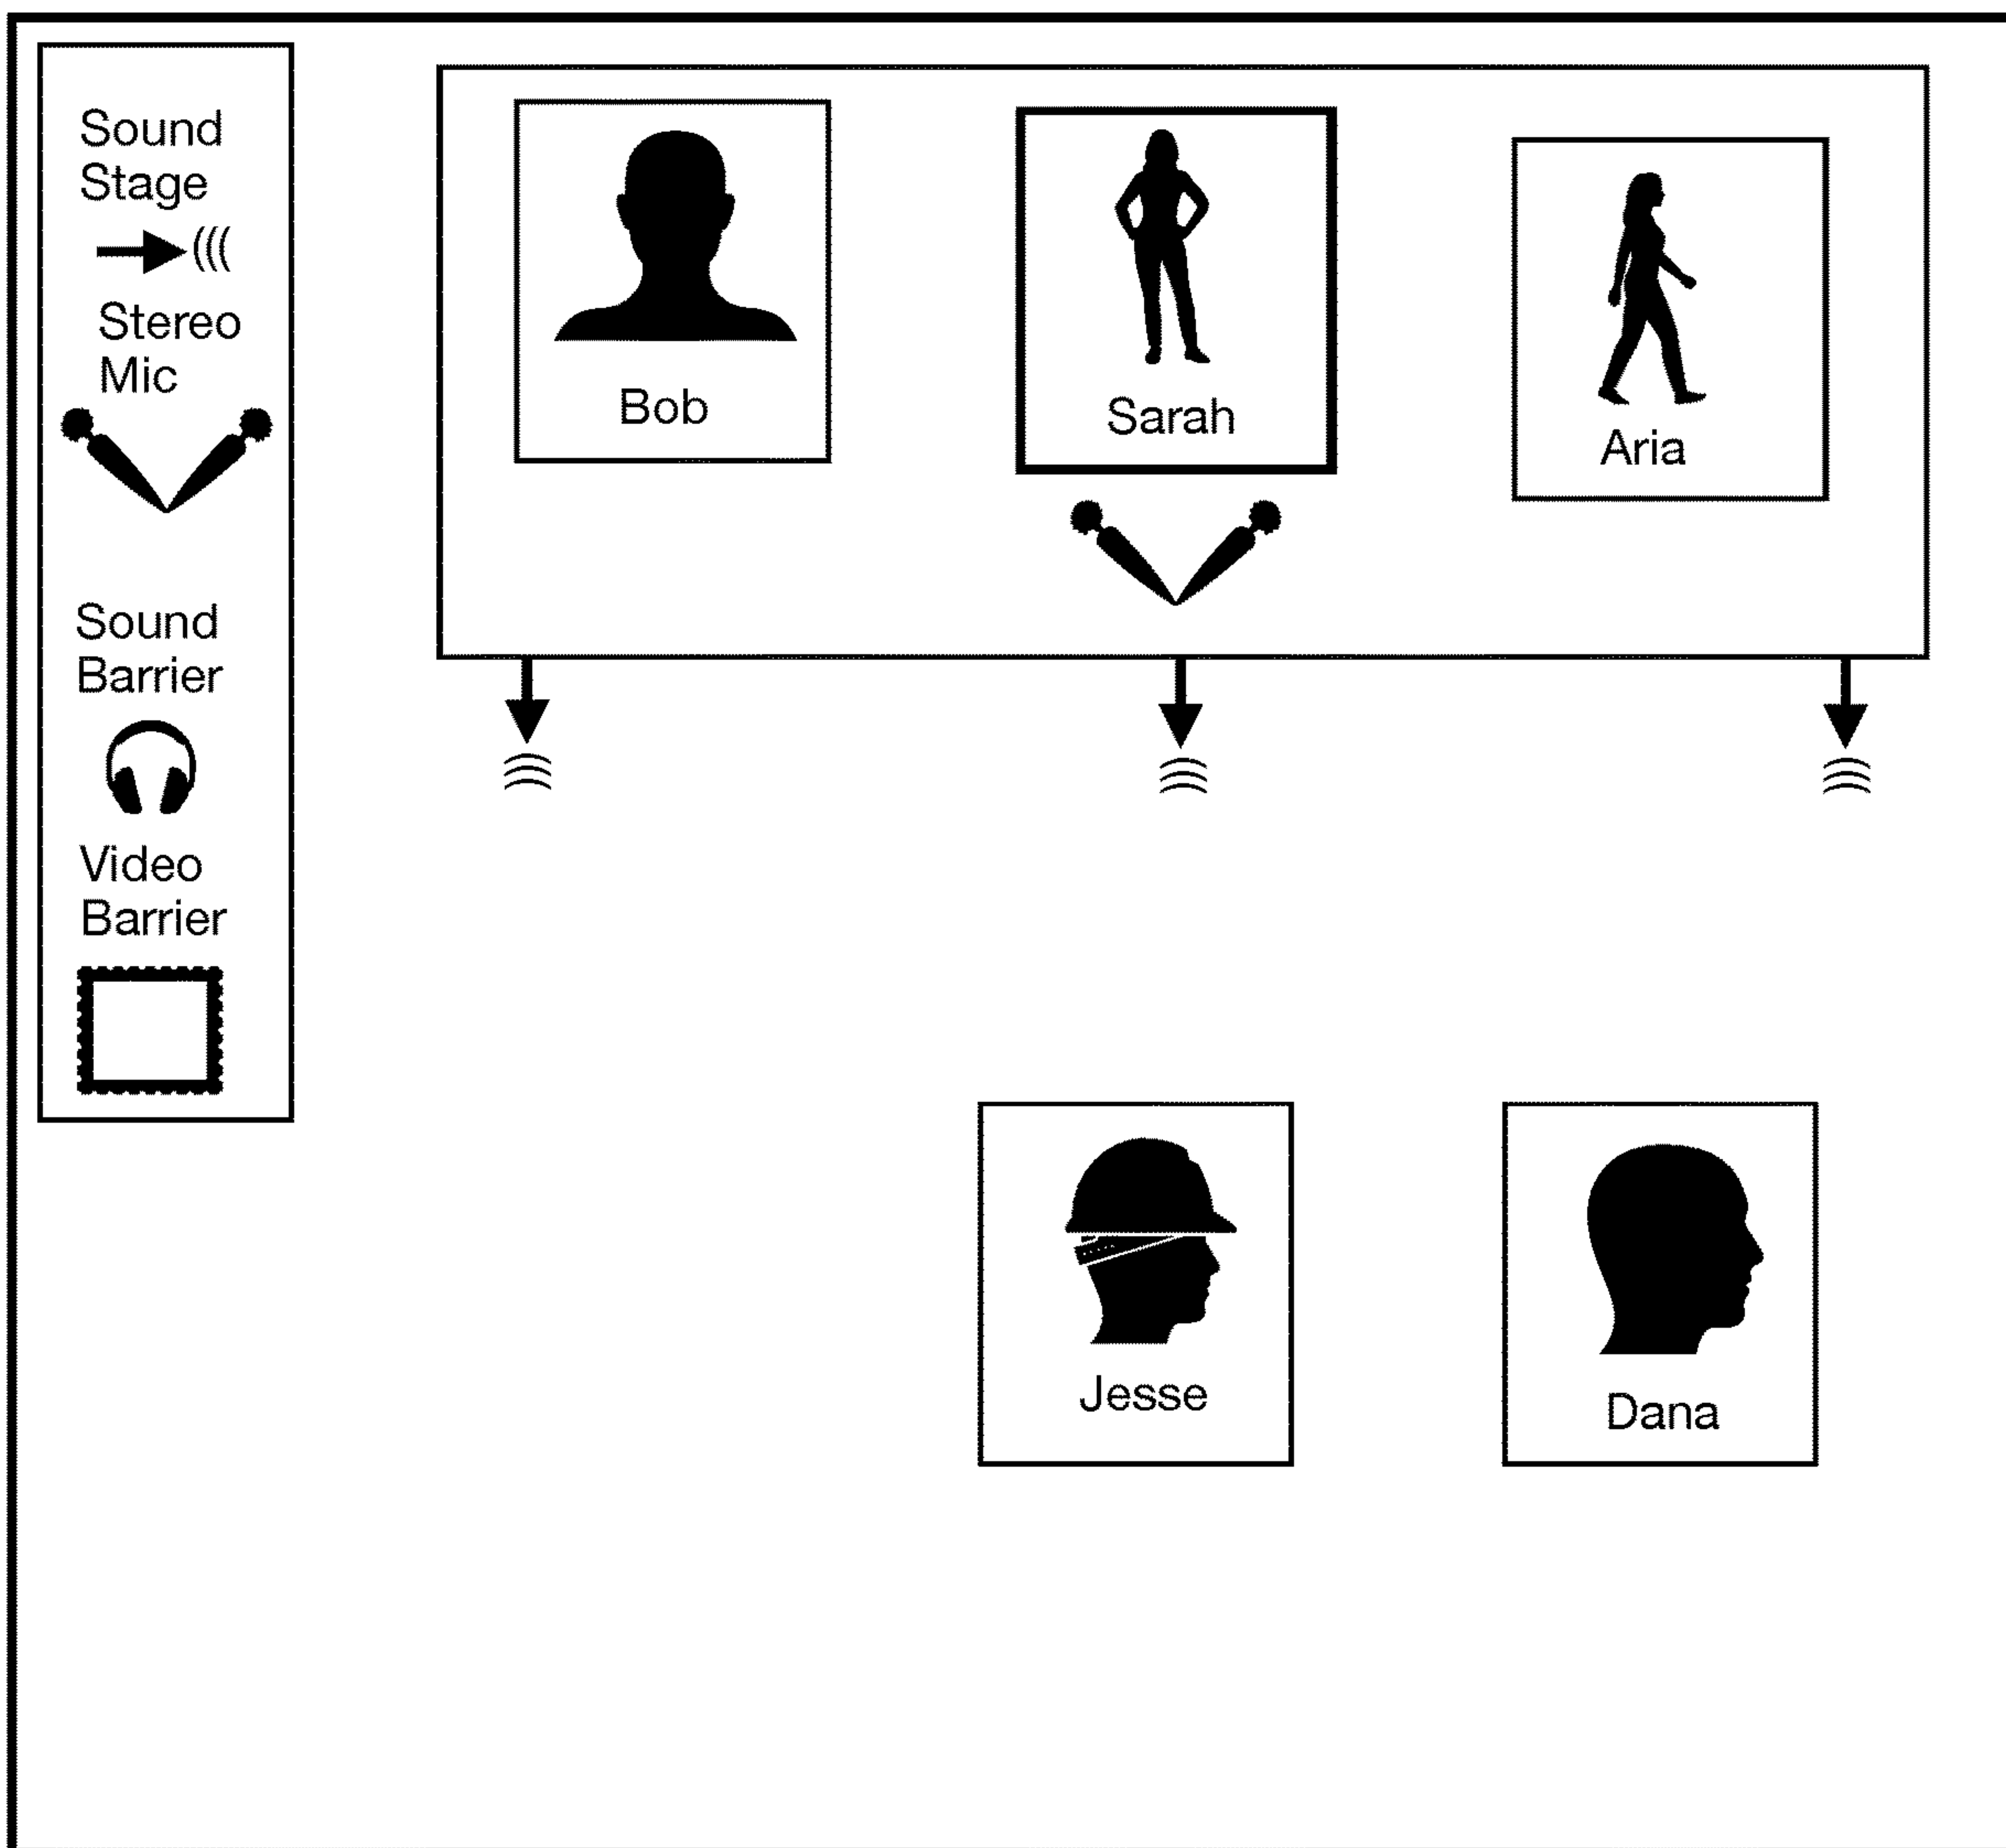 Sound
Stage
Stereo
Mic
Sound
Barrier
Video
Barrier
Bob
Sarah
Aria
Jesse
Dana